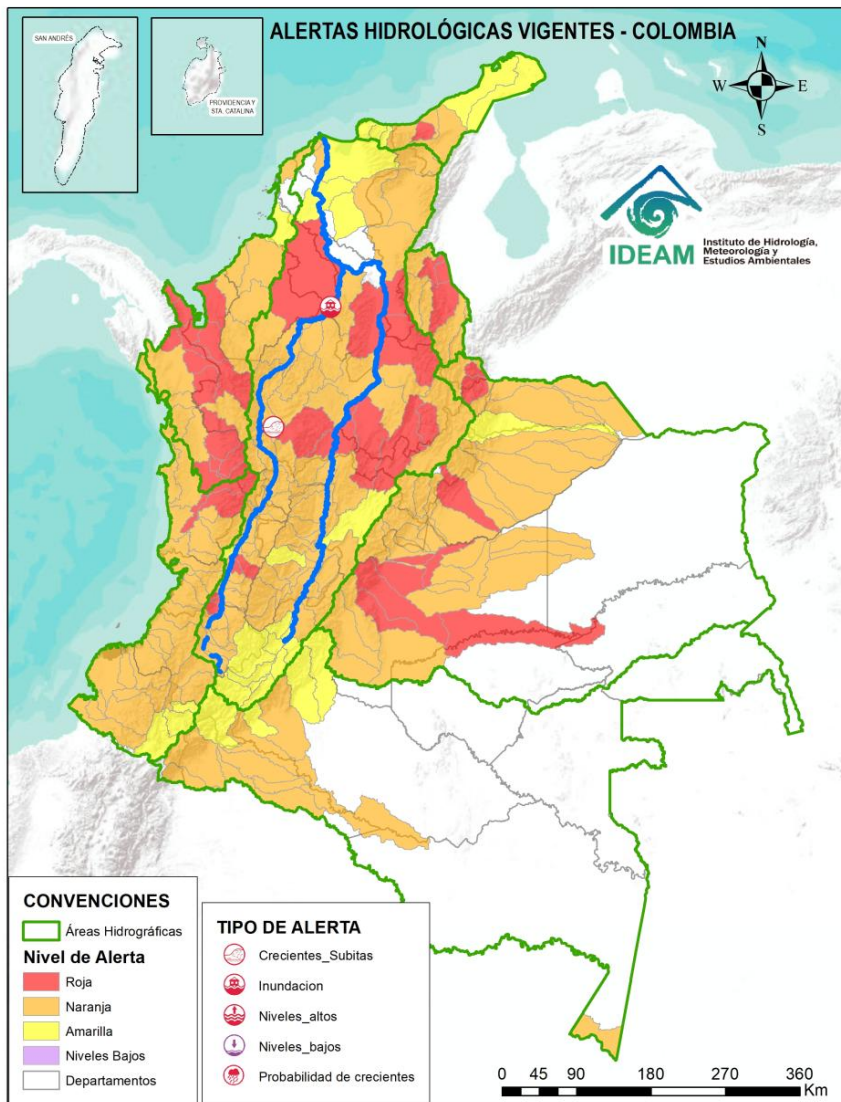 ALERTAS HIDROLÓGICAS VIGENTES - COLOMBIA
SAN ANDRÉS
PROVIDENCIA Y
STA. CATALINA
N
W
E
S
IDEAM
Instituto de Hidrología,
Meteorología y
Estudios Ambientales
CONVENCIONES
Áreas Hidrográficas
Nivel de Alerta
Roja
Naranja
Amarilla
Niveles Bajos
Departamentos
TIPO DE ALERTA
Crecientes_Subitas
Inundacion
Niveles_altos
Niveles_bajos
Probabilidad de crecientes
0 45 90 180 270 360
Km